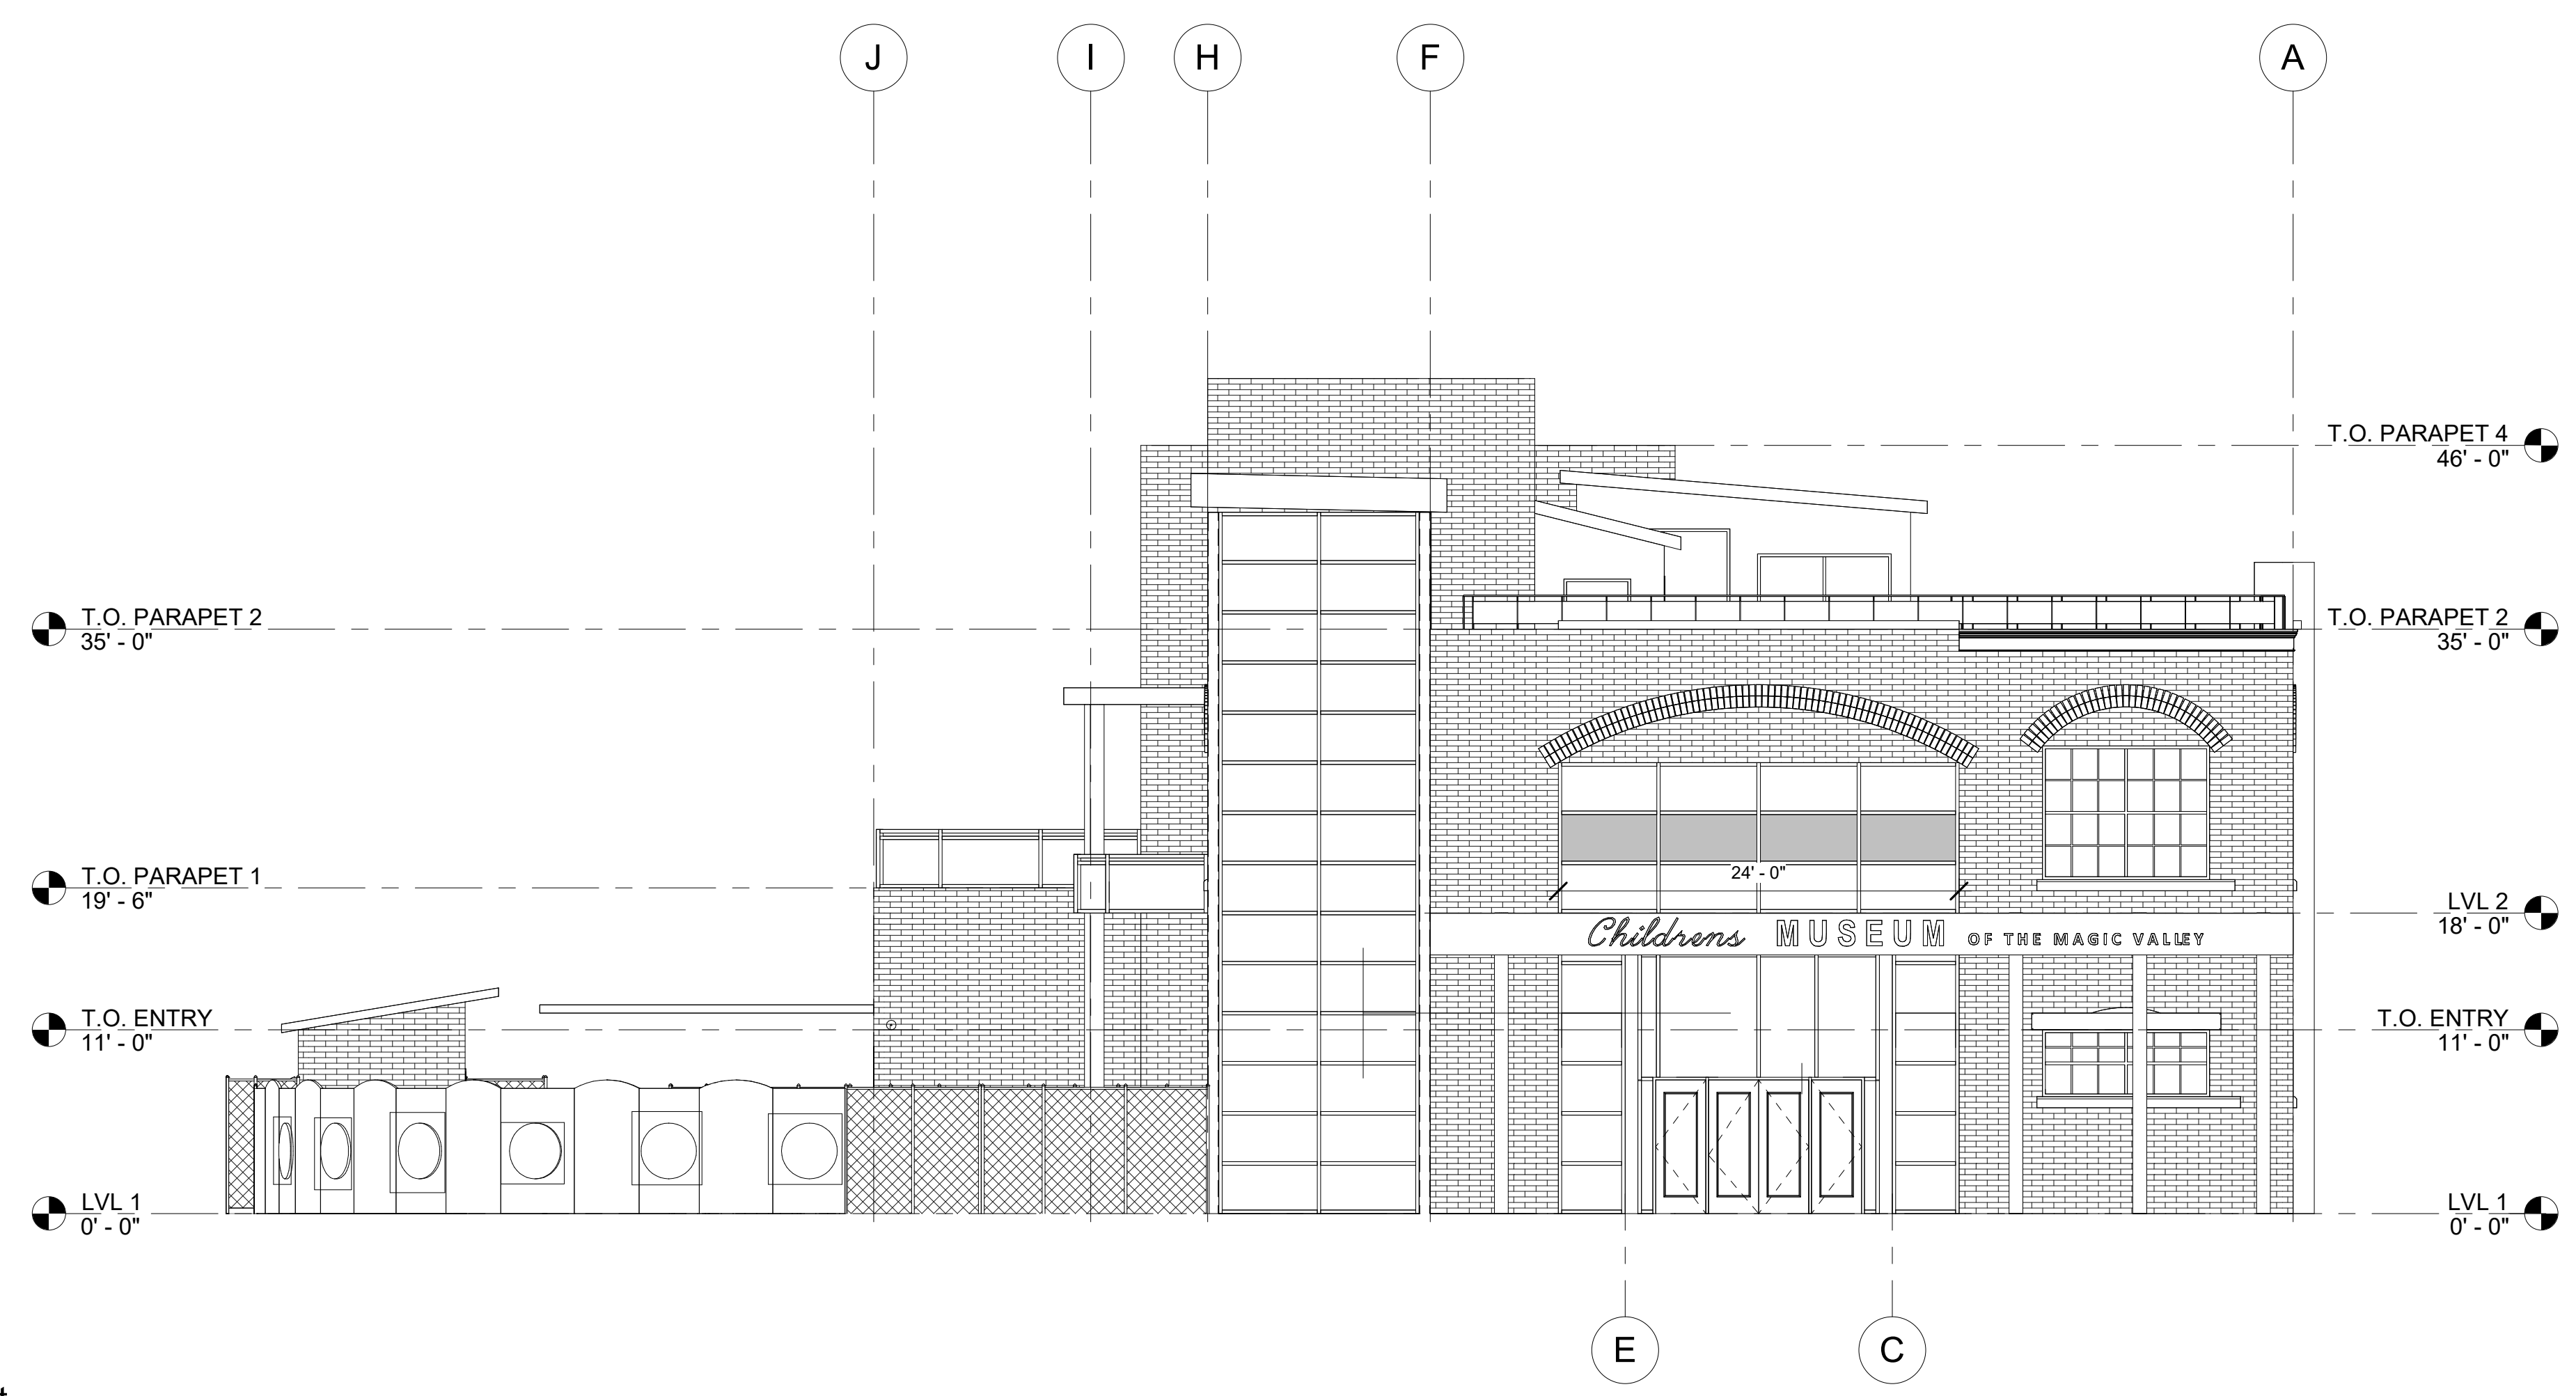 J I H F A
T.O. PARAPET 4
46' - 0"
T.O. PARAPET 2
35' - 0"
T.O. PARAPET 2
35' - 0"
T.O. PARAPET 1
19' - 6"
24' - 0"
LVL 2
18' - 0"
Childrens MUSEUM OF THE MAGIC VALLEY
T.O. ENTRY
11' - 0"
T.O. ENTRY
11' - 0"
LVL 1
0' - 0"
LVL 1
0' - 0"
E C